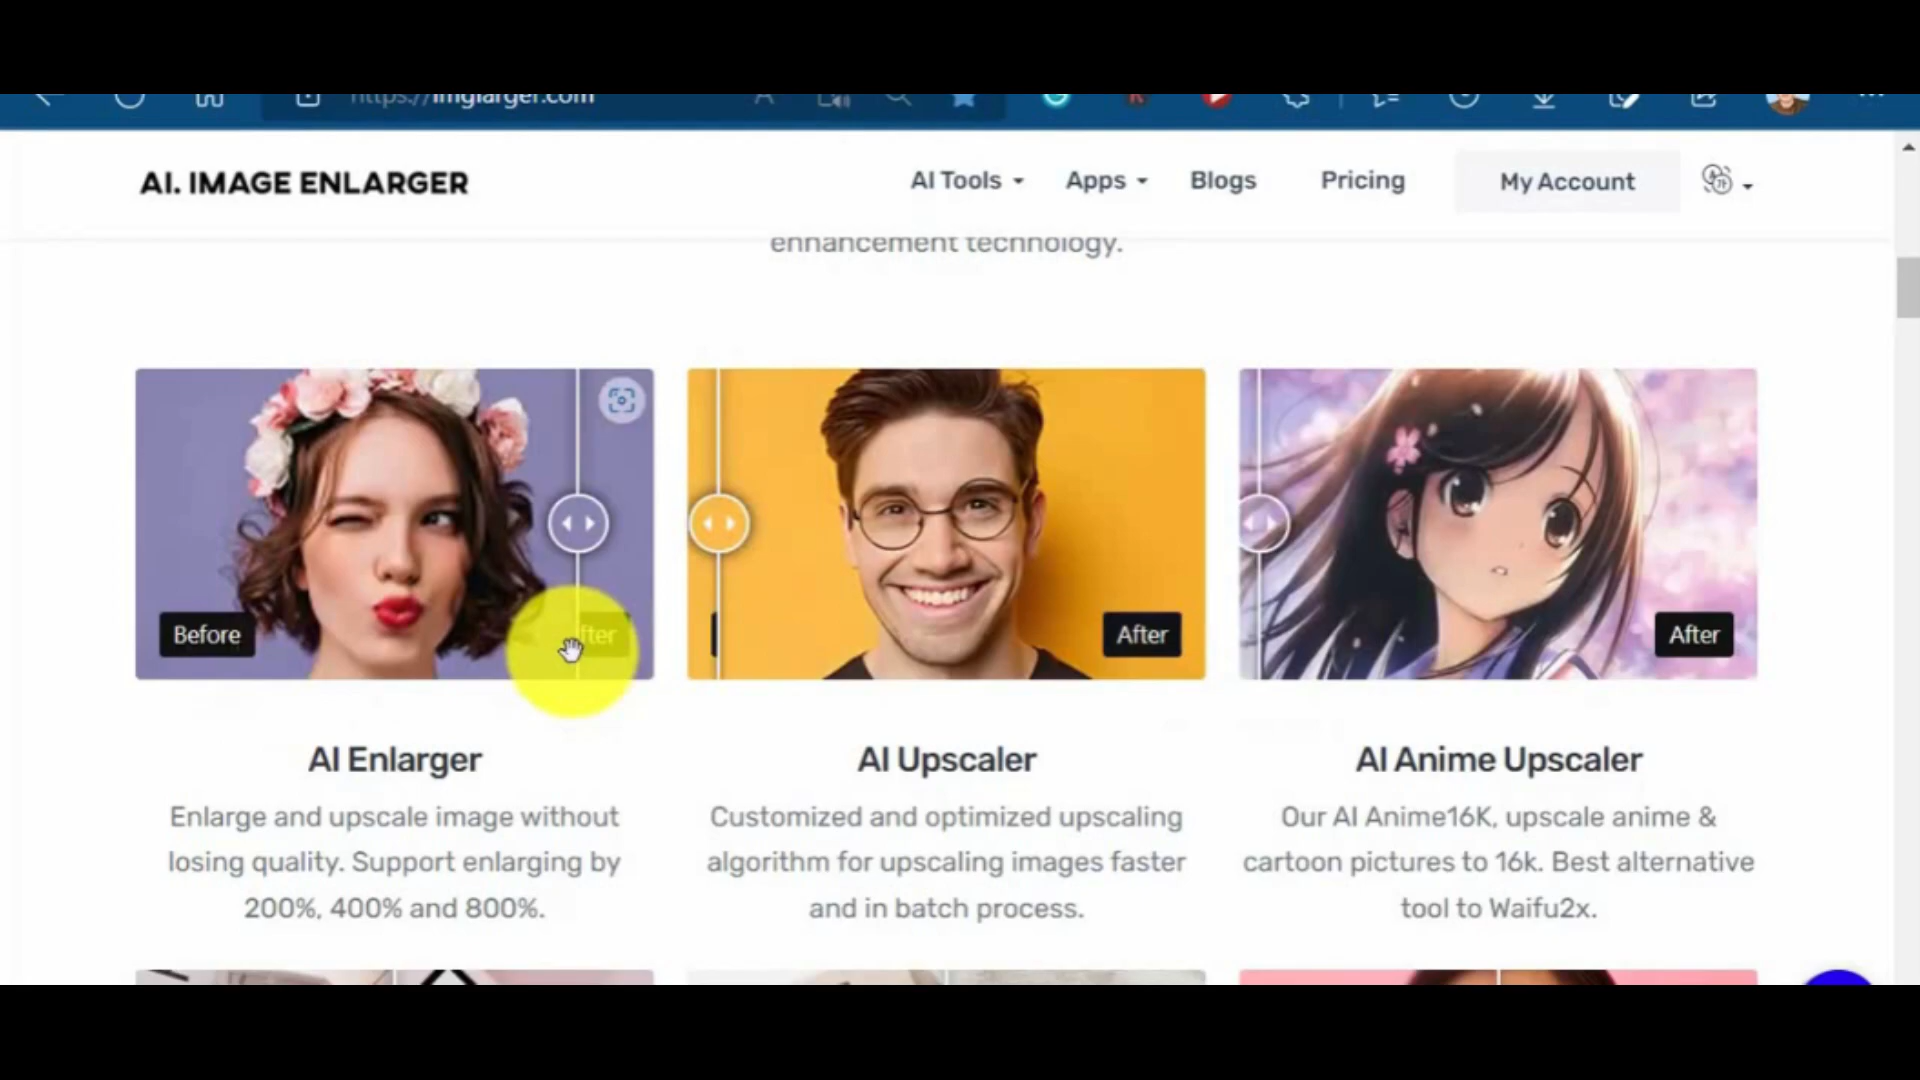 https://imglarger.com
AI. IMAGE ENLARGER
AI Tools
Apps
Blogs
Pricing
My Account
enhancement technology.
Before
After
After
AI Enlarger
Enlarge and upscale image without
losing quality. Support enlarging by
200%, 400% and 800%.
AI Upscaler
Customized and optimized upscaling
algorithm for upscaling images faster
and in batch process.
AI Anime Upscaler
Our AI Anime16K, upscale anime &
cartoon pictures to 16k. Best alternative
tool to Waifu2x.